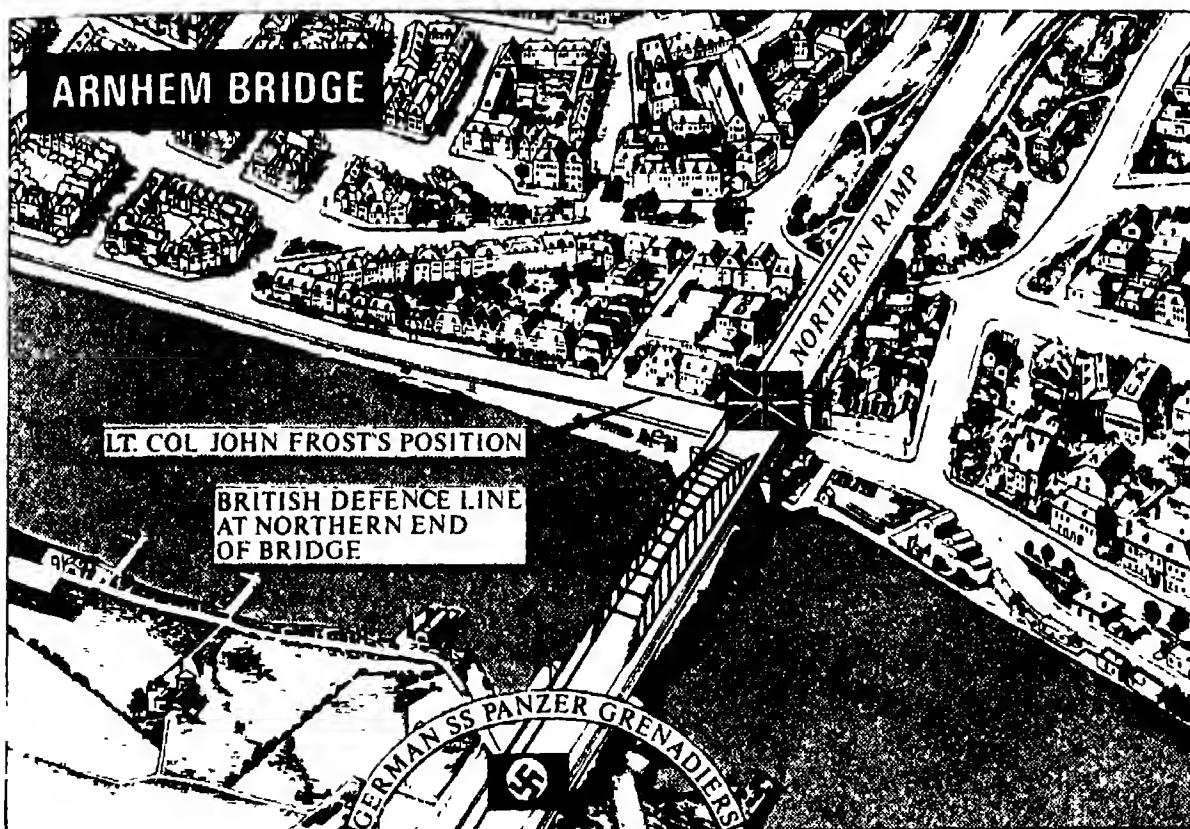 ARNHEM BRIDGE
NORTHERN RAMP
LT. COL JOHN FROST'S POSITION
BRITISH DEFENCE LINE
AT NORTHERN END
OF BRIDGE
GERMAN SS PANZER GRENADIERS